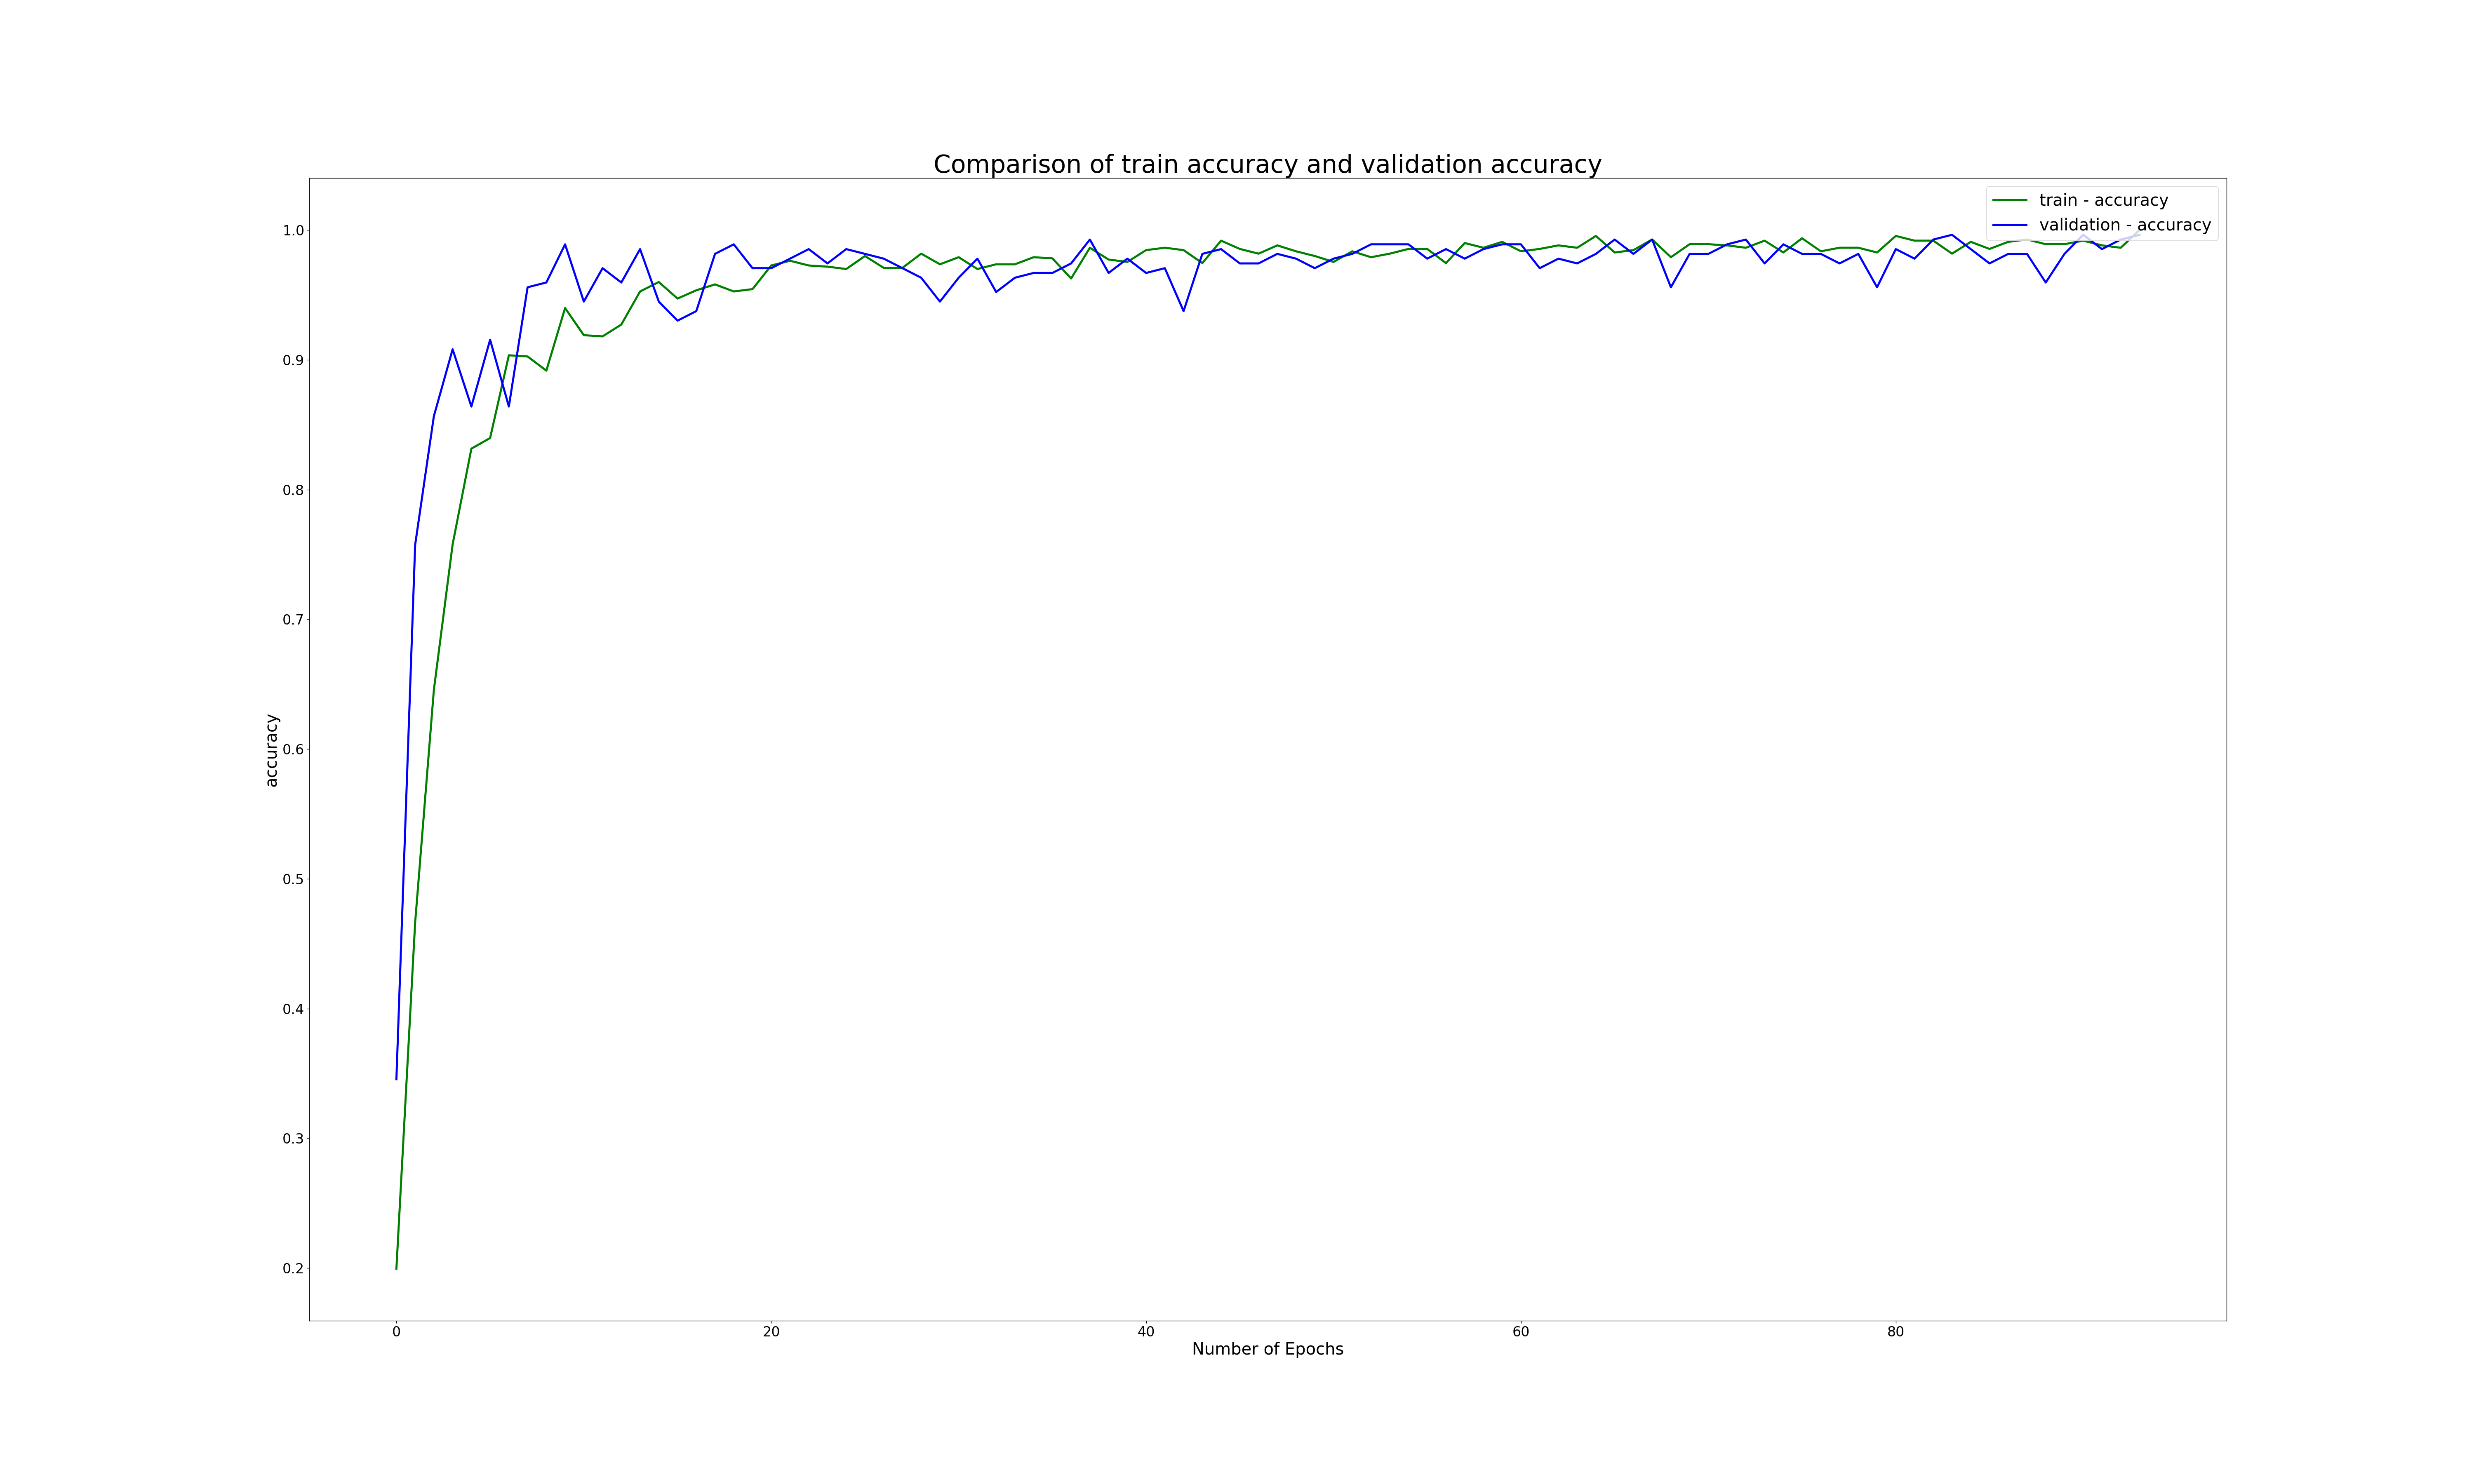 Comparison of train accuracy and validation accuracy
train - accuracy
validation - accuracy
1.0
0.9
0.8
0.7
0.6
0.5
0.4
0.3
0.2
accuracy
0 20 40 60 80
Number of Epochs